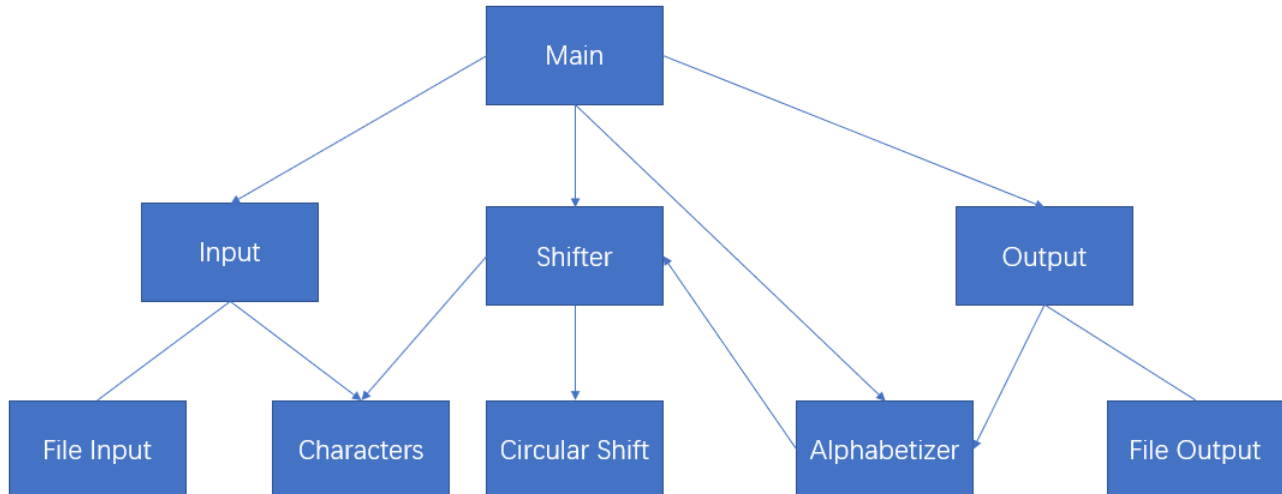 Main
Input
Shifter
Output
File Input
Characters
Circular Shift
Alphabetizer
File Output